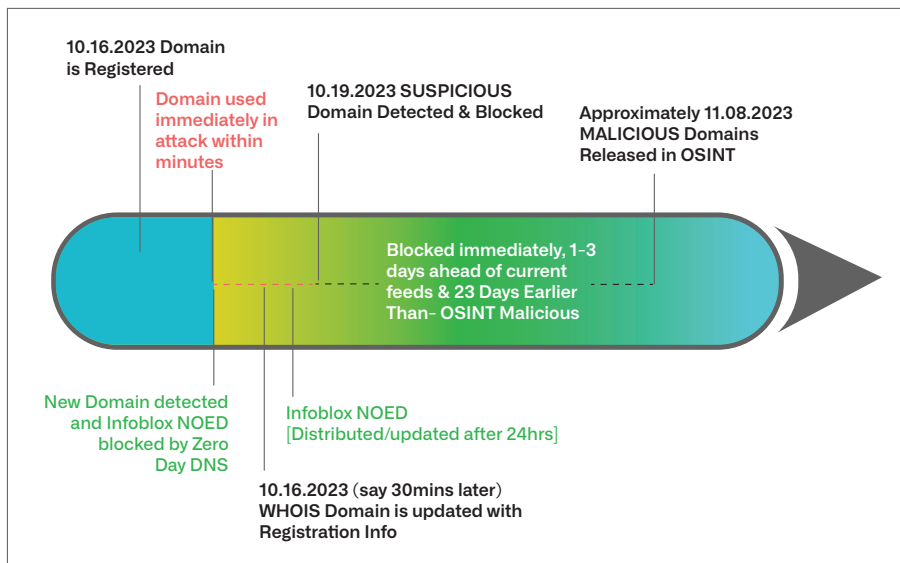 10.16.2023 Domain
is Registered
Domain used
immediately in
attack within
minutes
10.19.2023 SUSPICIOUS
Domain Detected & Blocked
Approximately 11.08.2023
MALICIOUS Domains
Released in OSINT
Blocked immediately, 1-3
days ahead of current
feeds & 23 Days Earlier
Than- OSINT Malicious
New Domain detected
and Infoblox NOED
blocked by Zero
Day DNS
Infoblox NOED
[Distributed/updated after 24hrs]
10.16.2023 (say 30mins later)
WHOIS Domain is updated with
Registration Info